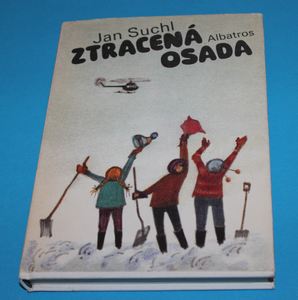 Jan Suchl
ZTRACENÁ
OSADA
Albatros